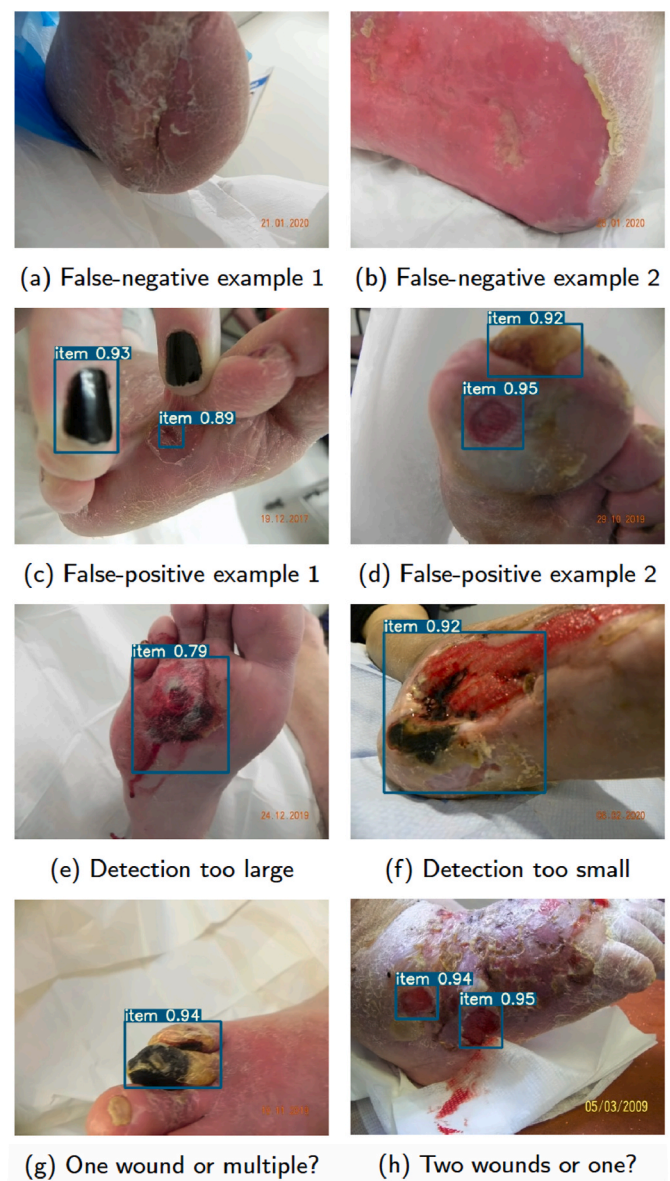 21.01.2020
(a) False-negative example 1
(b) False-negative example 2
item 0.93
item 0.89
19.12.2017
item 0.92
item 0.95
29.10.2019
(c) False-positive example 1
(d) False-positive example 2
item 0.79
24.12.2019
item 0.92
(e) Detection too large
(f) Detection too small
item 0.94
item 0.94
item 0.95
05/03/2009
(g) One wound or multiple?
(h) Two wounds or one?